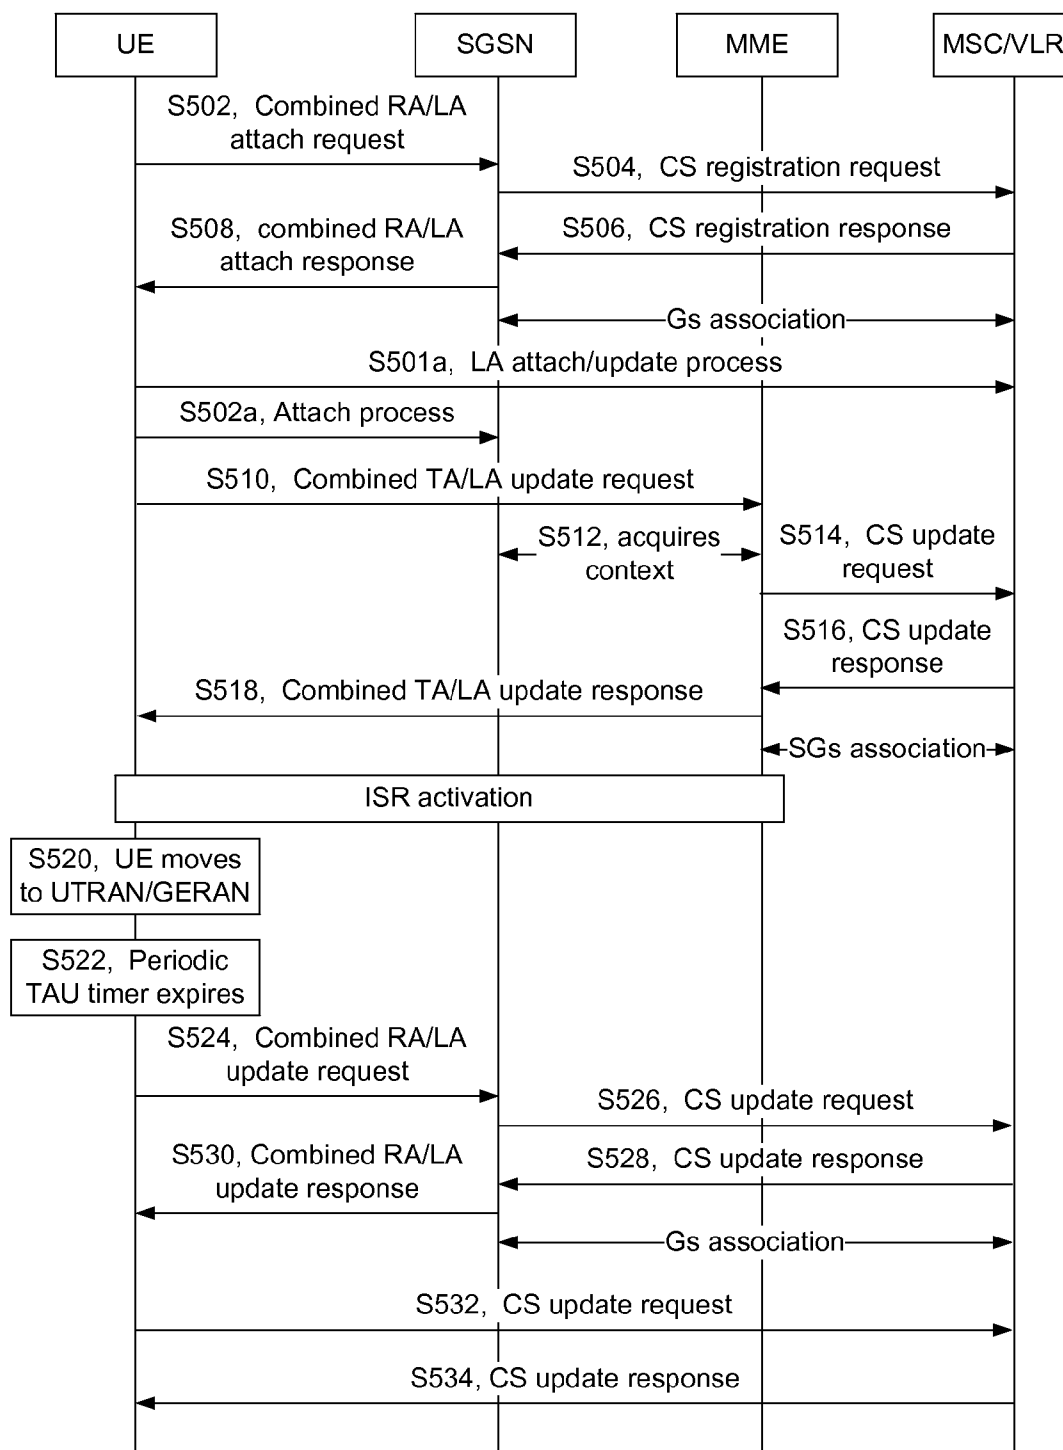 UE
SGSN
MME
MSC/VLR
S502, Combined RA/LA
attach request
S504, CS registration request
S508, combined RA/LA
attach response
S506, CS registration response
Gs association
S501a, LA attach/update process
S502a, Attach process
S510, Combined TA/LA update request
S512, acquires
context
S514, CS update
request
S516, CS update
response
S518, Combined TA/LA update response
SGs association
ISR activation
S520, UE moves
to UTRAN/GERAN
S522, Periodic
TAU timer expires
S524, Combined RA/LA
update request
S526, CS update request
S530, Combined RA/LA
update response
S528, CS update response
Gs association
S532, CS update request
S534, CS update response